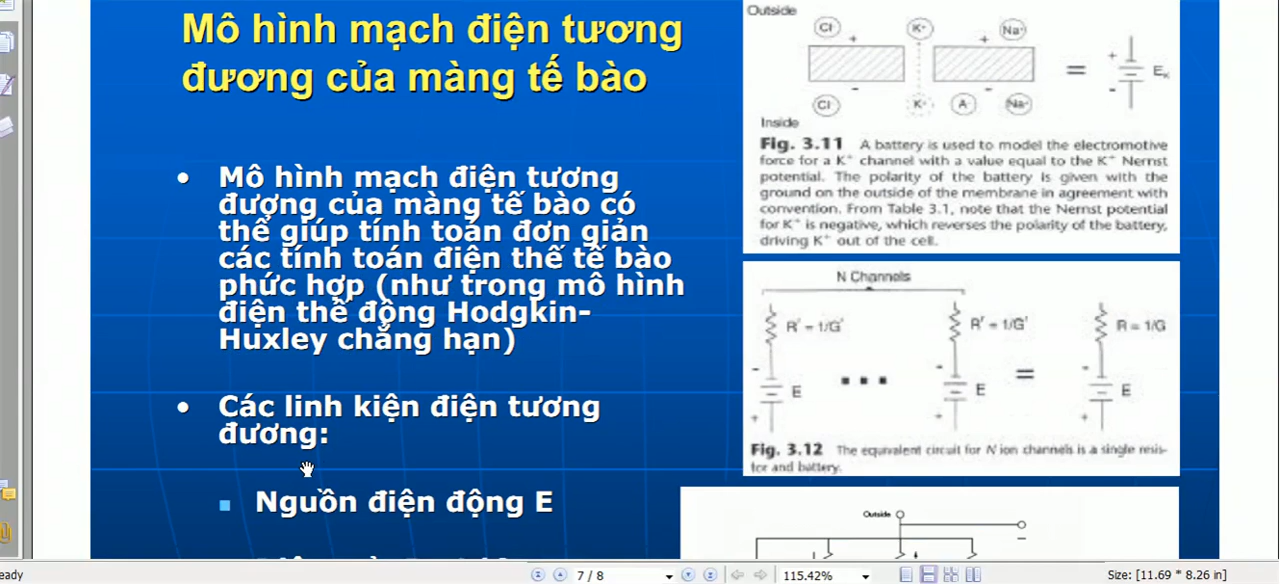 Mô hình mạch điện tương
đương của màng tế bào
Mô hình mạch điện tương
đượng của màng tế bào có
thể giúp tính toán đơn giản
các tính toán điện thế tế bào
phức hợp (như trong mô hình
điện thế động Hodgkin-
Huxley chẳng hạn)
Các linh kiện điện tương
đương:
Nguồn điện động E
Outside
Cl- K+ Na+
+ +
= + - Eκ
- -
Cl- K+ A- Na+
Inside
Fig. 3.11 A battery is used to model the electromotive
force for a K+ channel with a value equal to the K+ Nernst
potential. The polarity of the battery is given with the
ground on the outside of the membrane in agreement with
convention. From Table 3.1, note that the Nernst potential
for K+ is negative, which reverses the polarity of the battery,
driving K+ out of the cell.
N Channels
R' = 1/G' R' = 1/G' R = 1/G
- - -
E ... E = E
+ + +
Fig. 3.12 The equivalent circuit for N ion channels is a single resis-
tor and battery.
Outside
-
eady
7 / 8
115.42%
Size: [11.69 * 8.26 in]